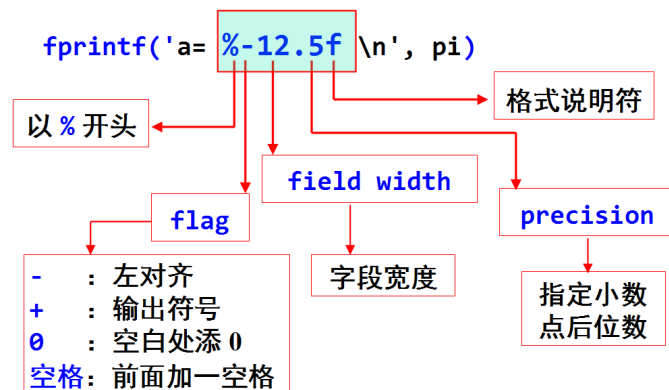 fprintf('a= %-12.5f \n', pi)
以 % 开头
格式说明符
field width
flag
precision
字段宽度
- ：左对齐
+ ：输出符号
0 ：空白处添 0
空格：前面加一空格
指定小数
点后位数